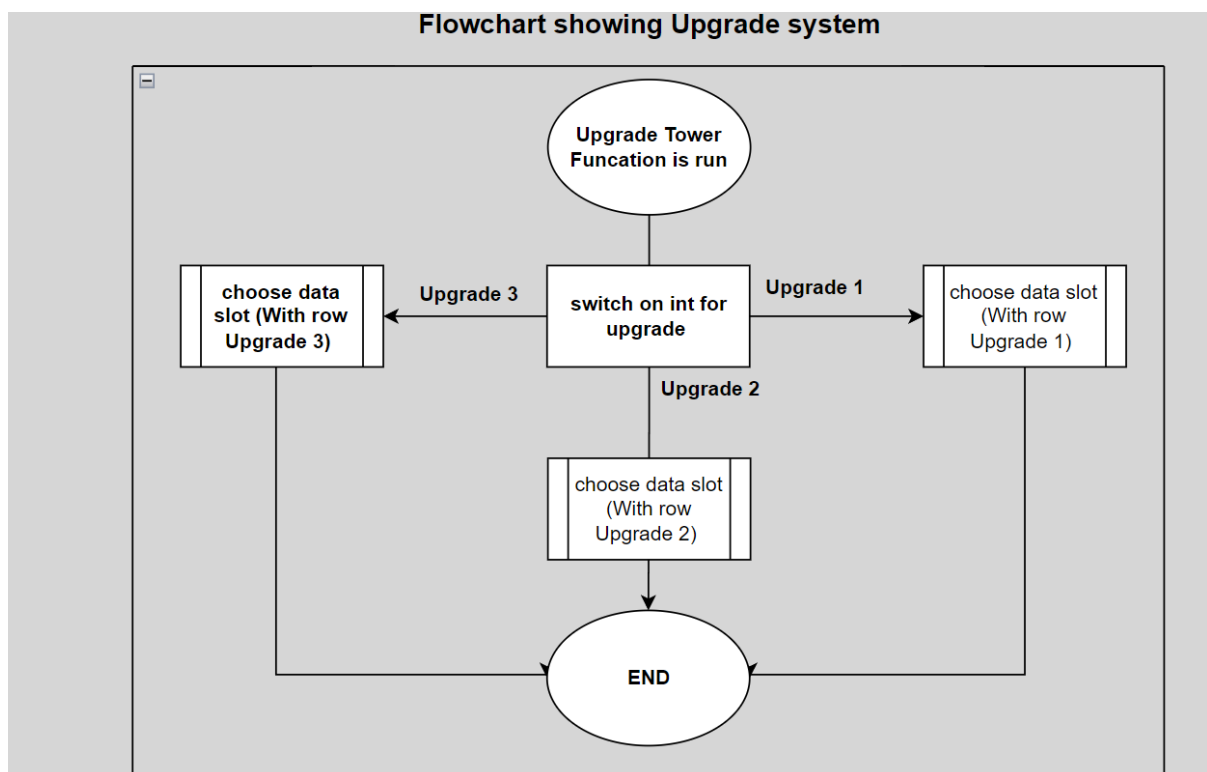 Flowchart showing Upgrade system
Upgrade Tower
Funcation is run
choose data
slot (With row
Upgrade 3)
Upgrade 3
switch on int for
upgrade
Upgrade 1
choose data slot
(With row
Upgrade 1)
Upgrade 2
choose data slot
(With row
Upgrade 2)
END